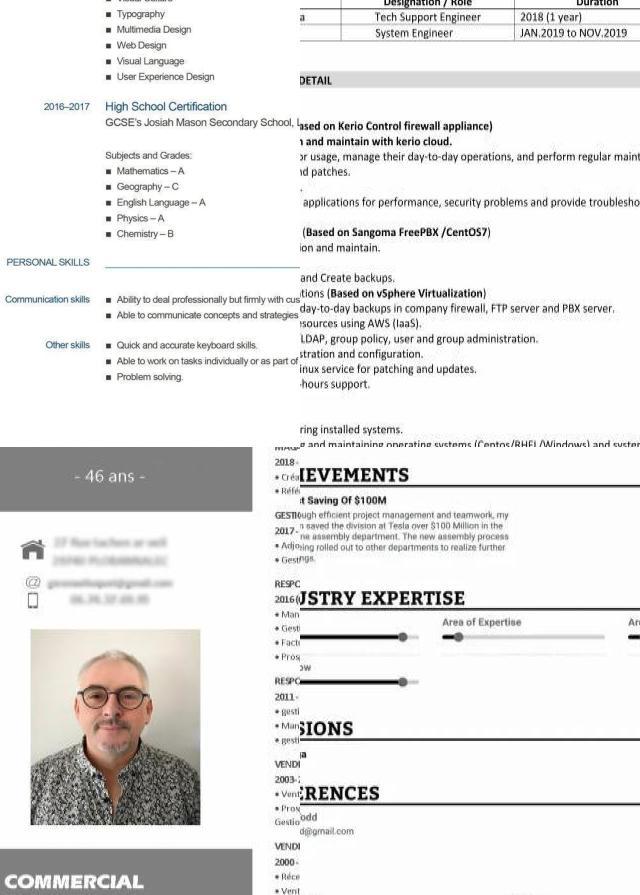 Typography
Multimedia Design
Web Design
Visual Language
User Experience Design
2016–2017 High School Certification
GCSE's Josiah Mason Secondary School,
Subjects and Grades:
Mathematics – A
Geography – C
English Language – A
Physics – A
Chemistry – B
PERSONAL SKILLS
Communication skills Ability to deal professionally but firmly with cus
Able to communicate concepts and strategies
Other skills Quick and accurate keyboard skills.
Able to work on tasks individually or as part of
Problem solving.
Designation / Role Duration
a Tech Support Engineer 2018 (1 year)
System Engineer JAN.2019 to NOV.2019
DETAIL
ased on Kerio Control firewall appliance)
and maintain with kerio cloud.
or usage, manage their day-to-day operations, and perform regular maint
d patches.
applications for performance, security problems and provide troublesho
(Based on Sangoma FreePBX /CentOS7)
ion and maintain.
and Create backups.
tions (Based on vSphere Virtualization)
day-to-day backups in company firewall, FTP server and PBX server.
sources using AWS (IaaS).
LDAP, group policy, user and group administration.
stration and configuration.
inux service for patching and updates.
hours support.
ring installed systems.
and maintaining operating systems (Centos/RHEL/Windows) and system
- 46 ans -
COMMERCIAL
2018-
• Créa
• Réfé
GESTI
2017-
• Adjo
• Gest
RESPO
2016
• Man
• Gesti
• Factu
• Pros
RESPO
2011-
• gesti
• Man
• gesti
VENDI
2003-
• Vent
• Pros
Gestio
VENDI
2000-
• Réce
• Vent
IEVEMENTS
t Saving Of $100M
ough efficient project management and teamwork, my
n saved the division at Tesla over $100 Million in the
ne assembly department. The new assembly process
ing rolled out to other departments to realize further
ngs.
USTRY EXPERTISE
Area of Expertise
Ar
ow
SIONS
a
ERENCES
odd
d@gmail.com